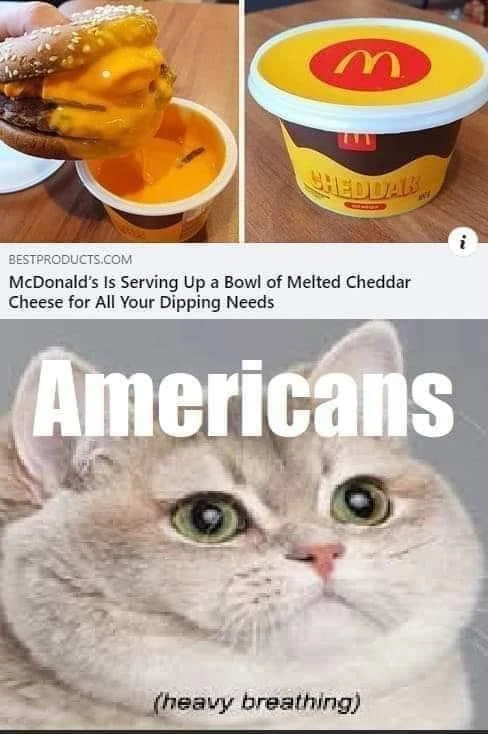 M
M
CHEDDAR
i
BESTPRODUCTS.COM
McDonald's Is Serving Up a Bowl of Melted Cheddar
Cheese for All Your Dipping Needs
Americans
(heavy breathing)